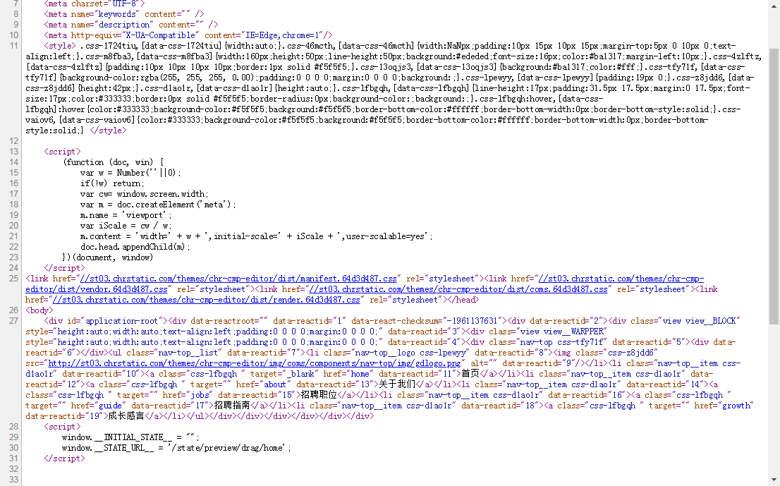 7 <meta charset="UTF-8">
8 <meta name="keywords" content="" />
9 <meta name="description" content="" />
10 <meta http-equiv="X-UA-Compatible" content="IE=Edge,chrome=1"/>
11 <style> .css-1724tiu,[data-css-1724tiu]{width:auto;}.css-46mcth,[data-css-46mcth]{width:NaNpx;padding:10px 15px 10px 15px;margin-top:5px 0 10px 0;text-
align:left;}.css-m8fba3,[data-css-m8fba3]{width:160px;height:50px;line-height:50px;background:#ededed;font-size:16px;color:#ba1317;margin-left:10px;}.css-4zlftz,
[data-css-4zlftz]{padding:10px 10px 10px 10px;border:1px solid #f5f5f5;}.css-13oqjs3,[data-css-13oqjs3]{background:#ba1317;color:#fff;}.css-tfy71f,[data-css-
tfy71f]{background-color:rgba(255, 255, 255, 0.00);padding:0 0 0 0;margin:0 0 0 0;background:;}.css-lpewyy,[data-css-lpewyy]{padding:19px 0;}.css-z8jdd6,[data-
css-z8jdd6]{height:42px;}.css-d1ao1r,[data-css-d1ao1r]{height:auto;}.css-lfbgqh,[data-css-lfbgqh]{line-height:17px;padding:31.5px 17.5px;margin:0 17.5px;font-
size:17px;color:#333333;border:0px solid #f5f5f5;border-radius:0px;background-color:;background:;}.css-lfbgqh:hover,[data-css-
lfbgqh]:hover{color:#333333;background-color:#f5f5f5;background:#f5f5f5;border-bottom-color:#ffffff;border-bottom-width:0px;border-bottom-style:solid;}.css-
vaiov6,[data-css-vaiov6]{color:#333333;background-color:#f5f5f5;background:#f5f5f5;border-bottom-color:#ffffff;border-bottom-width:0px;border-bottom-
style:solid;} </style>
12
13 <script>
14 (function (doc, win) {
15 var w = Number(''||0);
16 if(!w) return;
17 var cw= window.screen.width;
18 var m = doc.createElement('meta');
19 m.name = 'viewport';
20 var iScale = cw / w;
21 m.content = 'width=' + w + ',initial-scale=' + iScale + ',user-scalable=yes';
22 doc.head.appendChild(m);
23 })(document, window)
24 </script>
25 <link href="//st03.chrstatic.com/themes/chr-cmp-editor/dist/manifest.64d3d487.css" rel="stylesheet"><link href="//st03.chrstatic.com/themes/chr-cmp-
editor/dist/vendor.64d3d487.css" rel="stylesheet"><link href="//st03.chrstatic.com/themes/chr-cmp-editor/dist/coms.64d3d487.css" rel="stylesheet"><link
href="//st03.chrstatic.com/themes/chr-cmp-editor/dist/render.64d3d487.css" rel="stylesheet"></head>
26 <body>
27 <div id="application-root"><div data-reactroot="" data-reactid="1" data-react-checksum="-1961137631"><div data-reactid="2"><div class="view view__BLOCK"
style="height:auto;width:auto;text-align:left;padding:0 0 0 0;margin:0 0 0 0;" data-reactid="3"><div class="view view__WARPPER"
style="height:auto;width:auto;text-align:left;padding:0 0 0 0;margin:0 0 0 0;" data-reactid="4"><div class="nav-top css-tfy71f" data-reactid="5"><div data-
reactid="6"></div><ul class="nav-top__list" data-reactid="7"><li class="nav-top__logo css-lpewyy" data-reactid="8"><img class="css-z8jdd6"
src="http://st03.chrstatic.com/themes/chr-cmp-editor/img/coms/components/nav-top/img/gdlogo.png" alt="" data-reactid="9"/></li><li class="nav-top__item css-
d1ao1r" data-reactid="10"><a class="css-lfbgqh " target="_blank" href="home" data-reactid="11">首页</a></li><li class="nav-top__item css-d1ao1r" data-
reactid="12"><a class="css-lfbgqh " target="" href="about" data-reactid="13">关于我们</a></li><li class="nav-top__item css-d1ao1r" data-reactid="14"><a
class="css-lfbgqh " target="" href="jobs" data-reactid="15">招聘职位</a></li><li class="nav-top__item css-d1ao1r" data-reactid="16"><a class="css-lfbgqh "
target="" href="guide" data-reactid="17">招聘指南</a></li><li class="nav-top__item css-d1ao1r" data-reactid="18"><a class="css-lfbgqh " target="" href="growth"
data-reactid="19">成长感言</a></li></ul></div></div></div></div></div></div>
28 <script>
29 window.__INITIAL_STATE__ = "";
30 window.__STATE_URL__ = '/state/preview/drag/home';
31 </script>
32
33